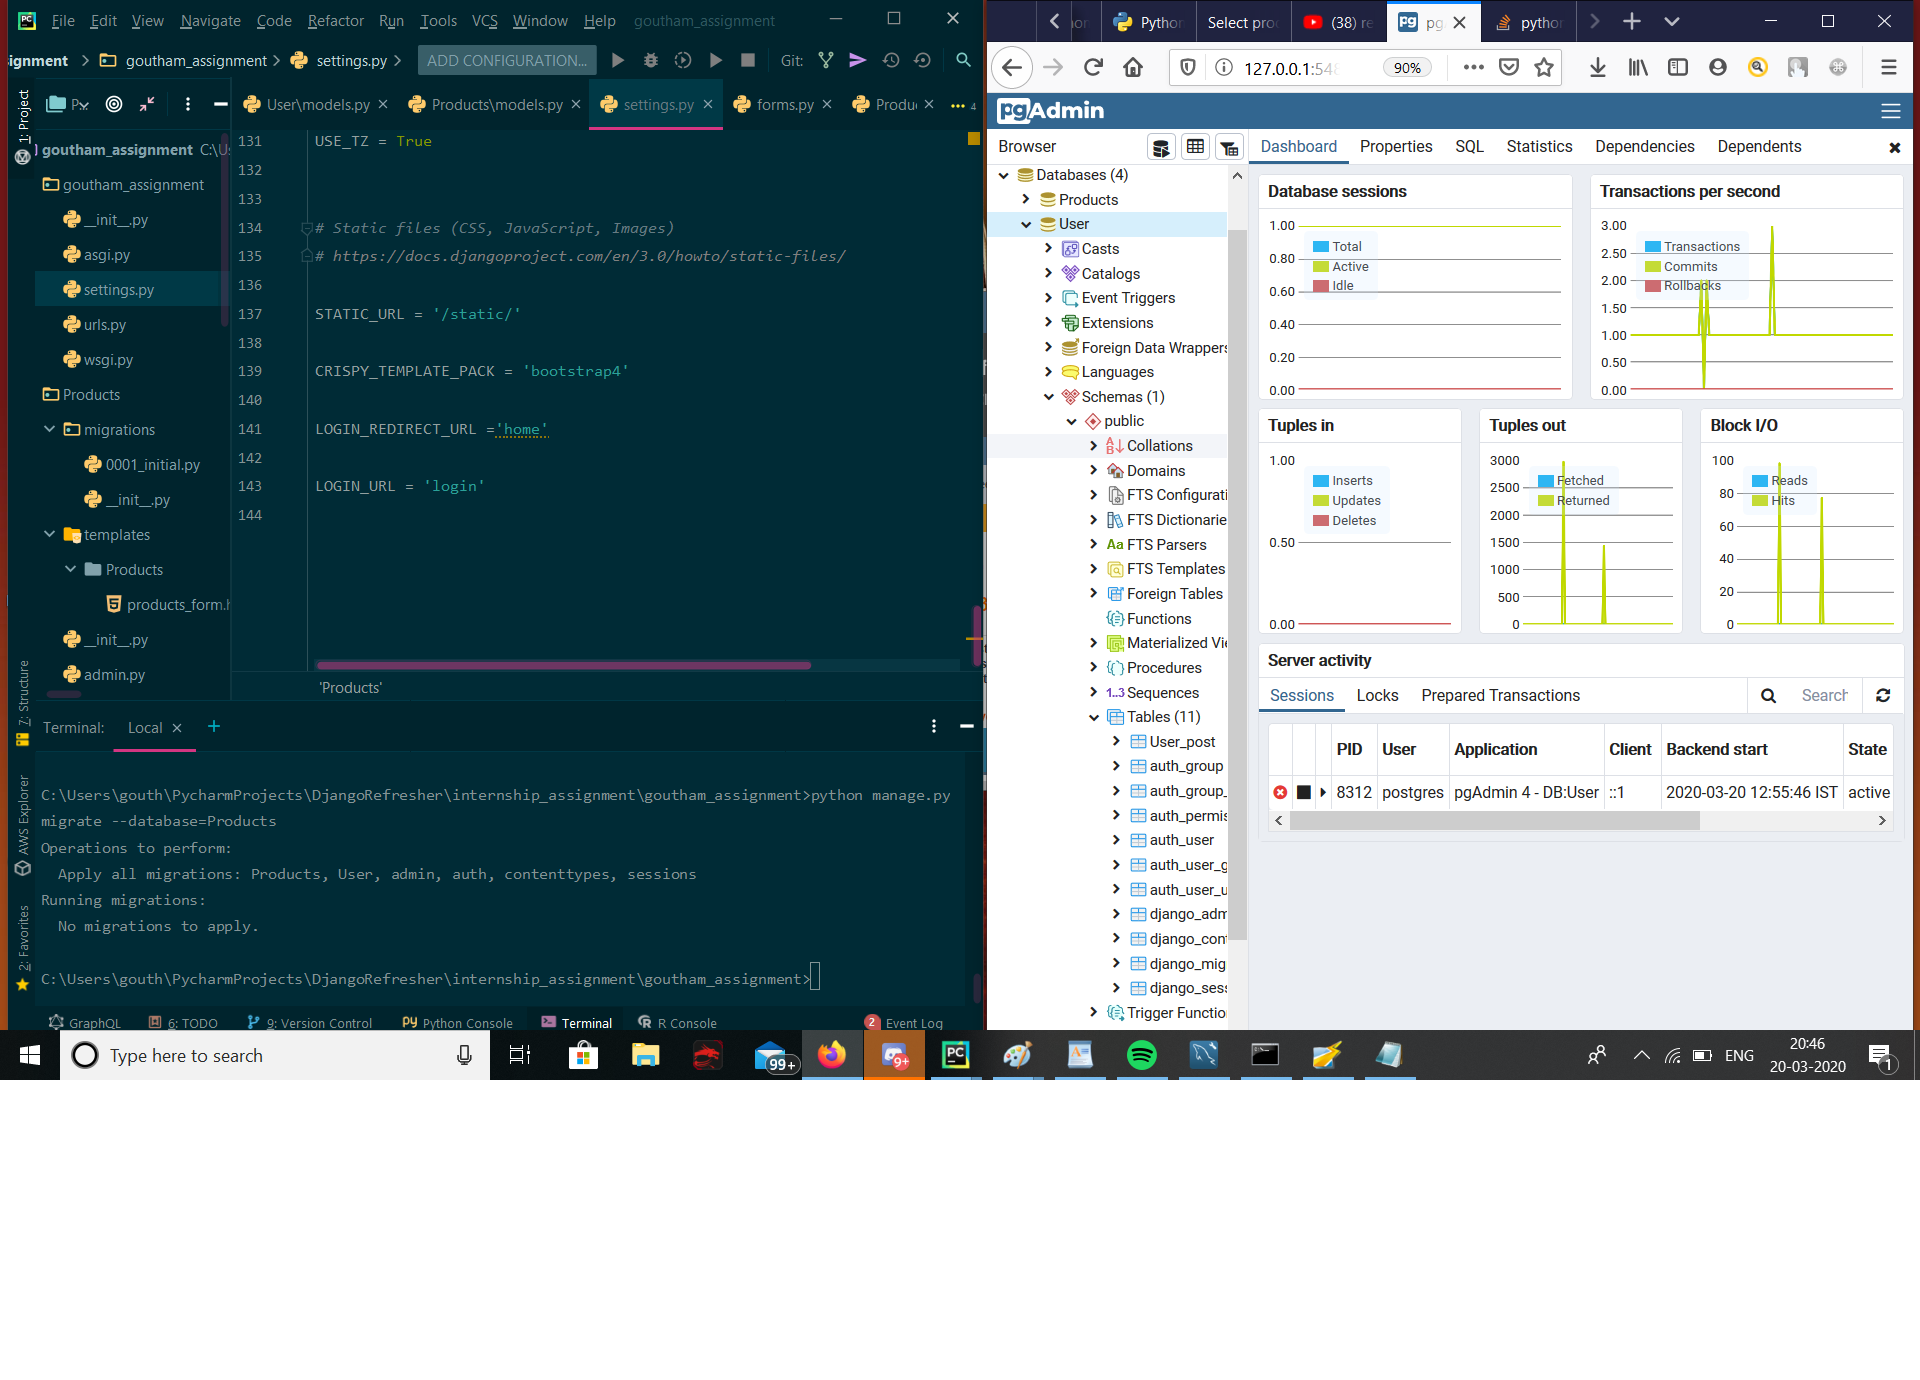 File Edit View Navigate Code Refactor Run Tools VCS Window Help goutham_assignment
goutham_assignment settings.py ADD CONFIGURATION... Git:
User\models.py Products\models.py settings.py forms.py 4
1: Project
goutham_assignment
goutham_assignment
__init__.py
asgi.py
settings.py
urls.py
wsgi.py
Products
migrations
0001_initial.py
__init__.py
templates
Products
products_form.h
__init__.py
admin.py
7: Structure
AWS Explorer
2: Favorites
131 USE_TZ = True
132
133
134 # Static files (CSS, JavaScript, Images)
135 # https://docs.djangoproject.com/en/3.0/howto/static-files/
136
137 STATIC_URL = '/static/'
138
139 CRISPY_TEMPLATE_PACK = 'bootstrap4'
140
141 LOGIN_REDIRECT_URL ='home'
142
143 LOGIN_URL = 'login'
144
'Products'
Terminal: Local +
C:\Users\gouth\PycharmProjects\DjangoRefresher\internship_assignment\goutham_assignment>python manage.py
migrate --database=Products
Operations to perform:
Apply all migrations: Products, User, admin, auth, contenttypes, sessions
Running migrations:
No migrations to apply.
C:\Users\gouth\PycharmProjects\DjangoRefresher\internship_assignment\goutham_assignment>
GraphQL 6: TODO 9: Version Control Python Console Terminal R Console 2 Event Log
Python Select pro (38) re pg pytho
127.0.0.1:548 90%
pgAdmin
Browser
Databases (4)
Products
User
Casts
Catalogs
Event Triggers
Extensions
Foreign Data Wrappers
Languages
Schemas (1)
public
Collations
Domains
FTS Configurati
FTS Dictionarie
FTS Parsers
FTS Templates
Foreign Tables
Functions
Materialized Vie
Procedures
Sequences
Tables (11)
User_post
auth_group
auth_group_
auth_permis
auth_user
auth_user_g
auth_user_u
django_adm
django_con
django_mig
django_ses
Trigger Functio
Dashboard Properties SQL Statistics Dependencies Dependents
Database sessions
1.00
0.80
0.60
0.40
0.20
0.00
Total
Active
Idle
Transactions per second
3.00
2.50
2.00
1.50
1.00
0.50
0.00
Transactions
Commits
Rollbacks
Tuples in
1.00
0.50
0.00
Inserts
Updates
Deletes
Tuples out
3000
2500
2000
1500
1000
500
0
Fetched
Returned
Block I/O
100
80
60
40
20
0
Reads
Hits
Server activity
Sessions Locks Prepared Transactions Search
PID User Application Client Backend start State
8312 postgres pgAdmin 4 - DB:User ::1 2020-03-20 12:55:46 IST active
Type here to search 99+ 9+ ENG 20:46
20-03-2020 1